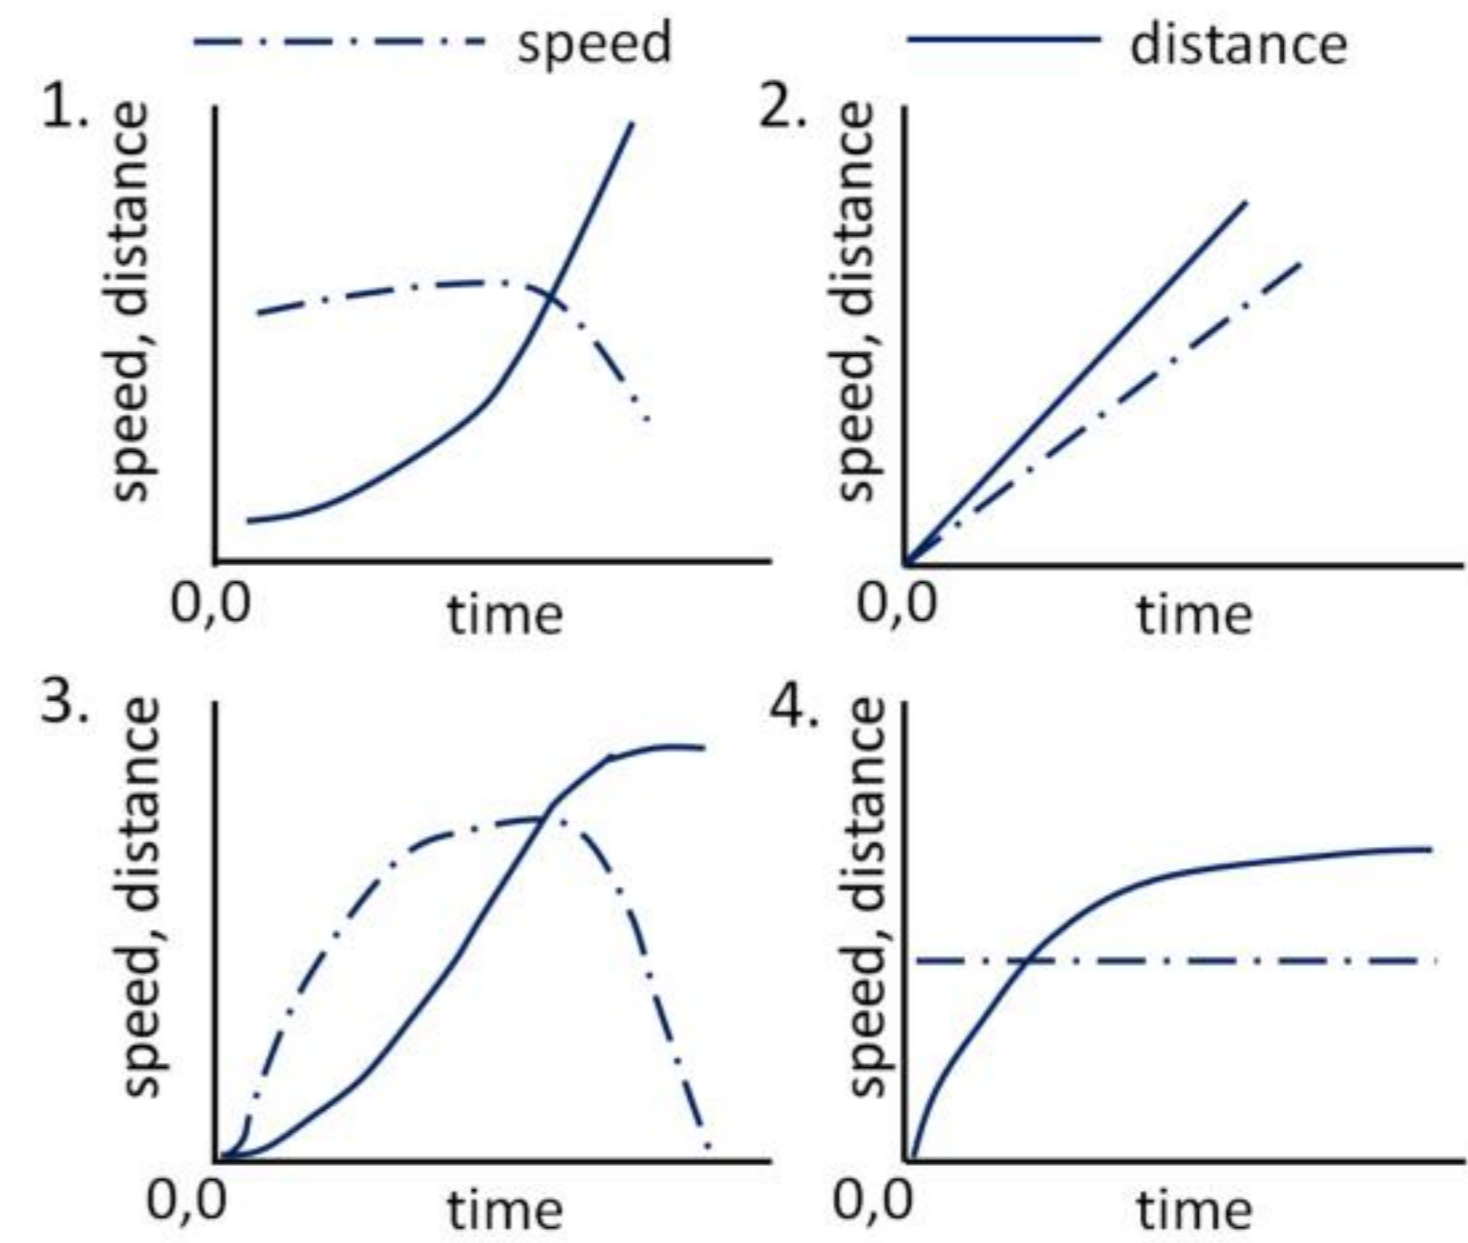 speed distance
1. speed, distance
0,0 time
2. speed, distance
0,0 time
3. speed, distance
0,0 time
4. speed, distance
0,0 time